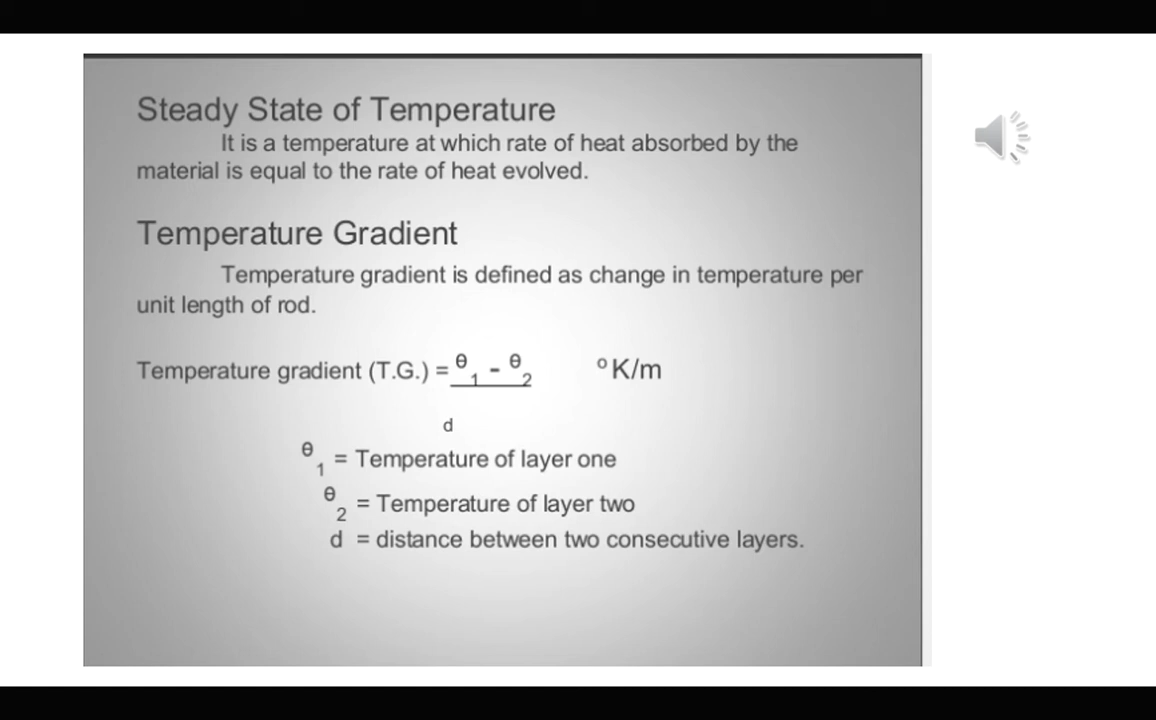 Steady State of Temperature
It is a temperature at which rate of heat absorbed by the
material is equal to the rate of heat evolved.
Temperature Gradient
Temperature gradient is defined as change in temperature per
unit length of rod.
Temperature gradient (T.G.) = θ1 - θ2 °K/m
d
θ1 = Temperature of layer one
θ2 = Temperature of layer two
d = distance between two consecutive layers.